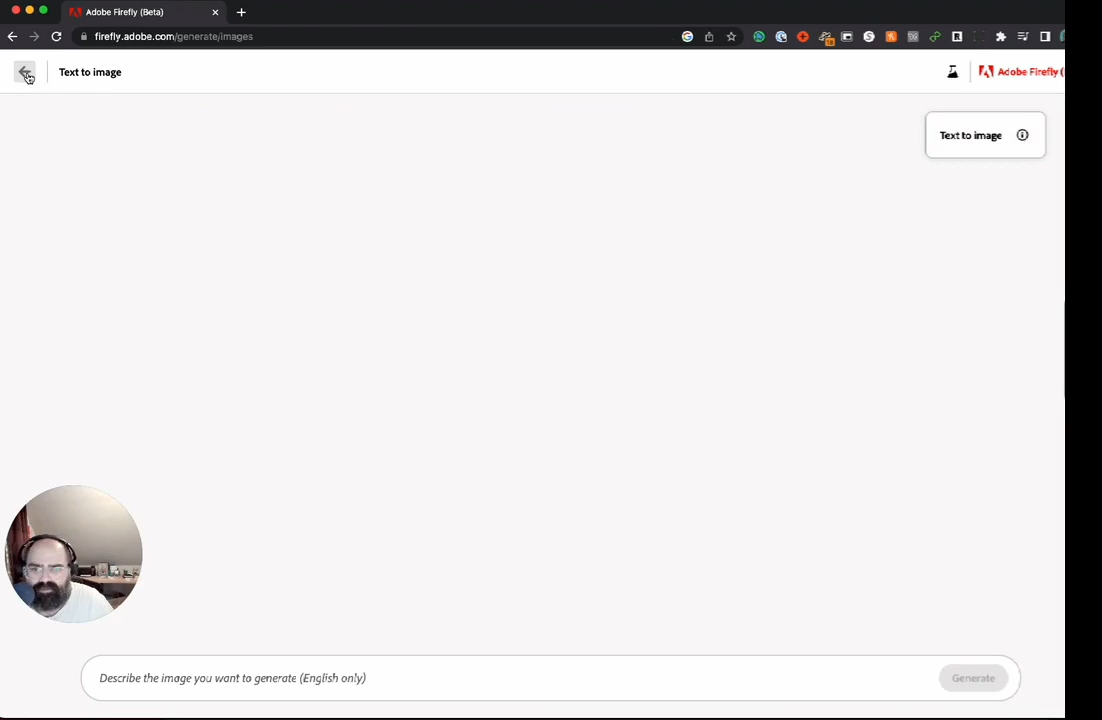 Adobe Firefly (Beta)
firefly.adobe.com/generate/images
Text to image
Adobe Firefly (
Text to image
Describe the image you want to generate (English only)
Generate